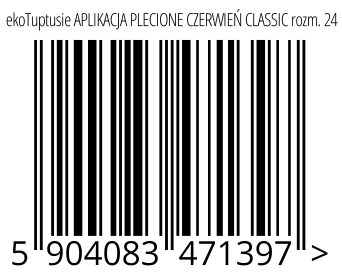 ekoTuptusie APLIKACJA PLECIONE CZERWIEŃ CLASSIC rozm. 24
5 904083 471397 >